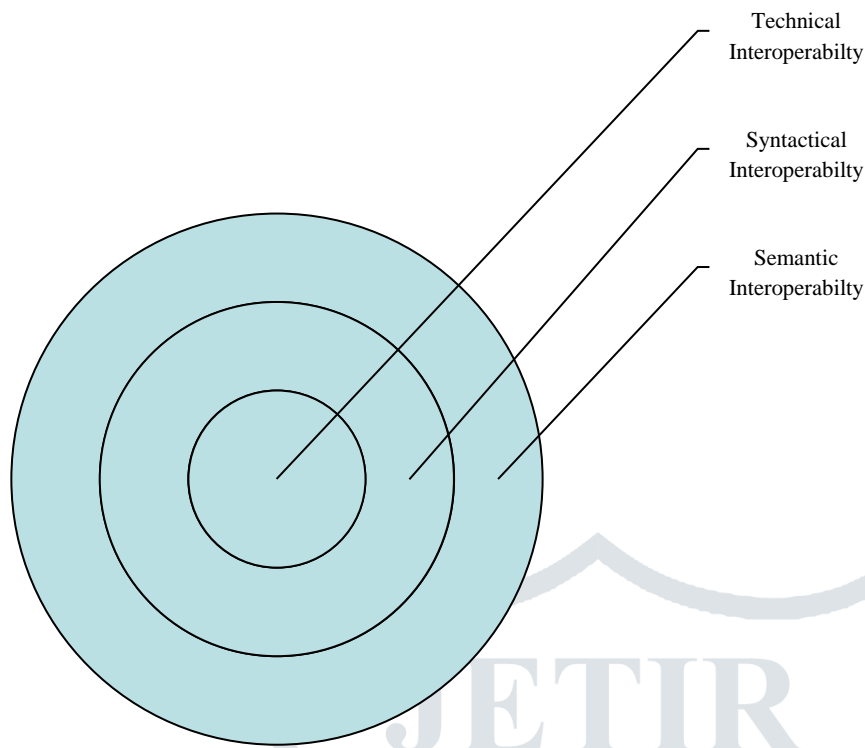 Technical
Interoperabilty
Syntactical
Interoperabilty
Semantic
Interoperabilty
JETIR